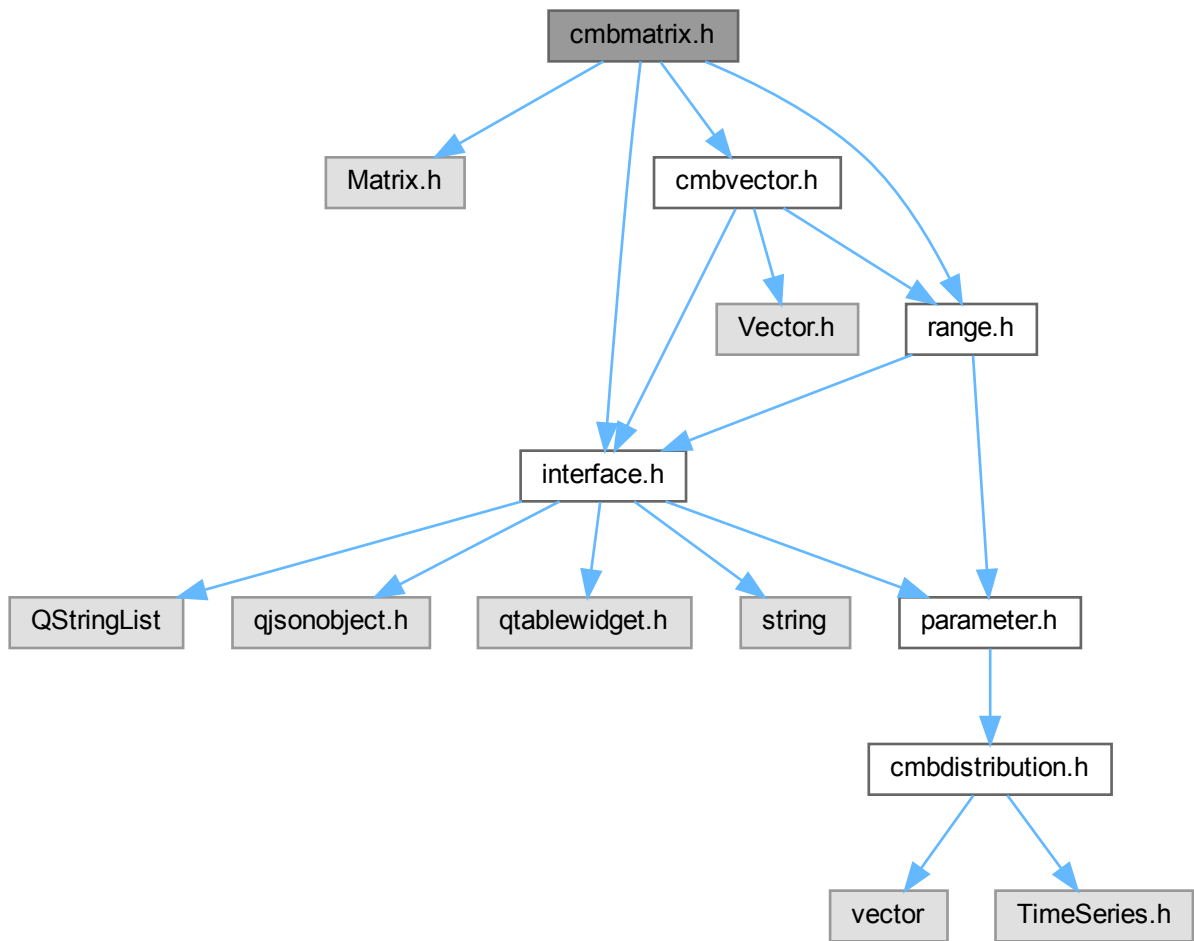 cmbmatrix.h
Matrix.h
cmbvector.h
Vector.h
range.h
interface.h
QStringList
qjsonobject.h
qtablewidget.h
string
parameter.h
cmbdistribution.h
vector
TimeSeries.h